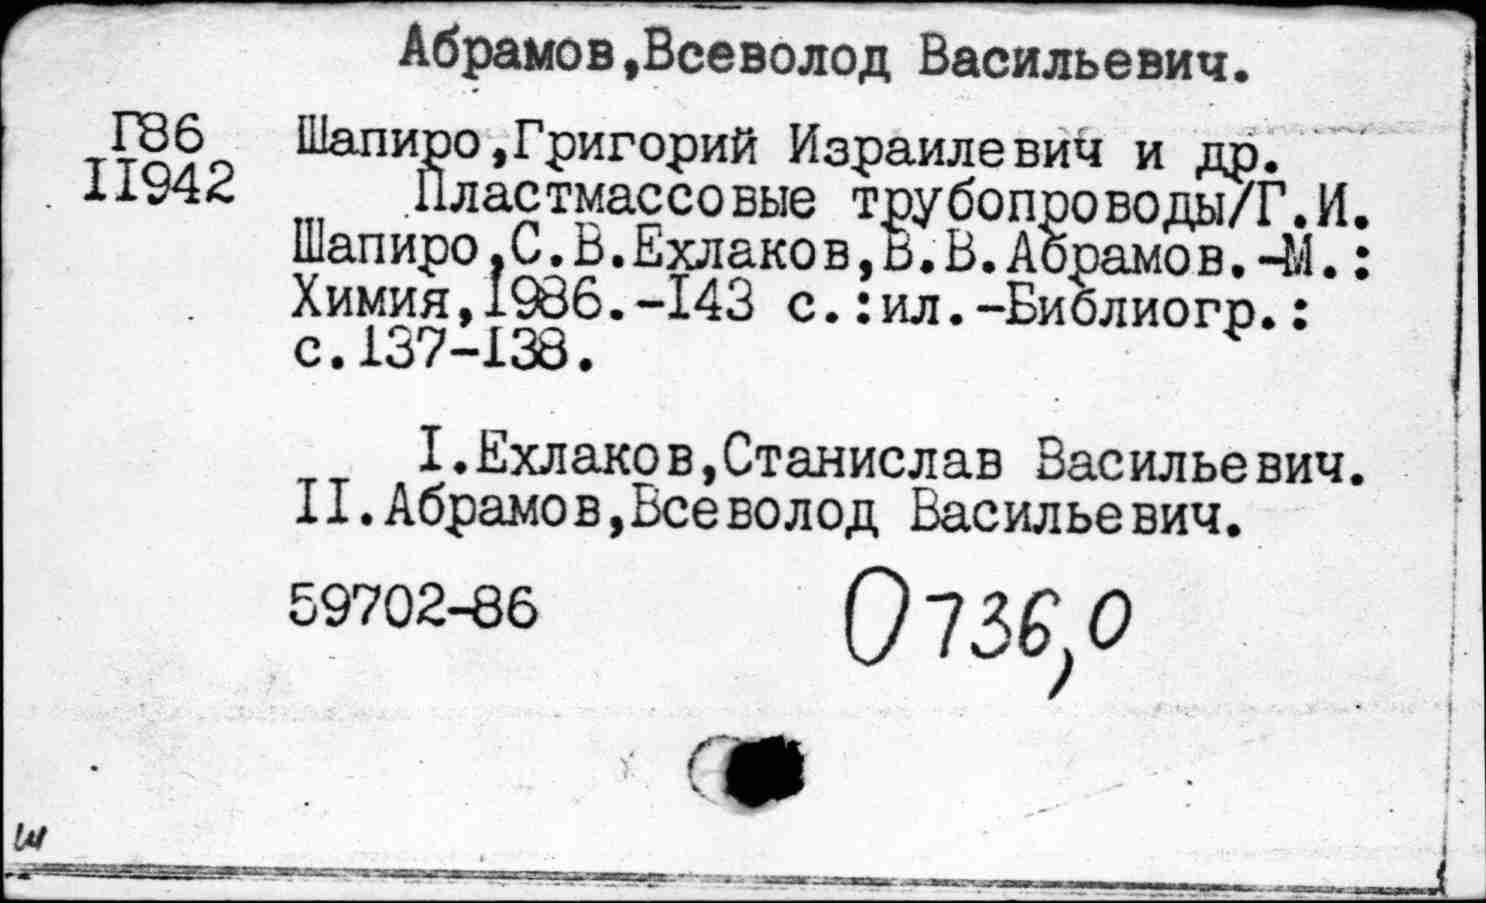 Абрамов,Всеволод Васильевич.
Г86
II942
Шапиро,Григорий Израилевич и др.
Пластмассовые трубопроводы/Г.И.
Шапиро,С.В.Ехлаков,В.В.Абрамов.-М.:
Химия,1986.-I43 с.:ил.-Библиогр.:
с.137-138.
I.Ехлаков,Станислав Васильевич.
II.Абрамов,Всеволод Васильевич.
59702-86
0736,0
ш